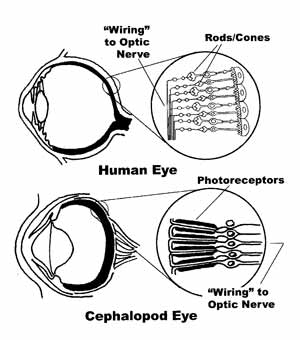 “Wiring”
to Optic
Nerve
Rods/Cones
Human Eye
Photoreceptors
“Wiring” to
Optic Nerve
Cephalopod Eye